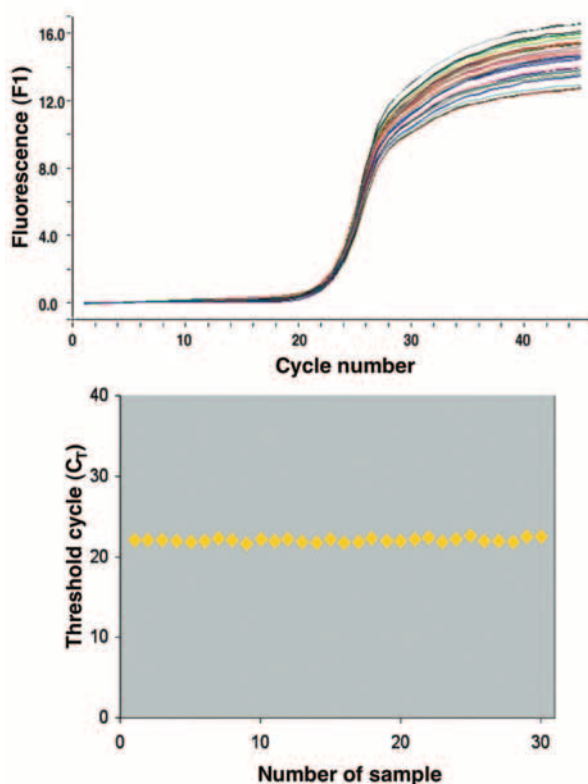 Fluorescence (F1)
16.0
12.0
8.0
4.0
0.0
0 10 20 30 40
Cycle number
Threshold cycle (CT)
40
30
20
10
0
0 10 20 30
Number of sample